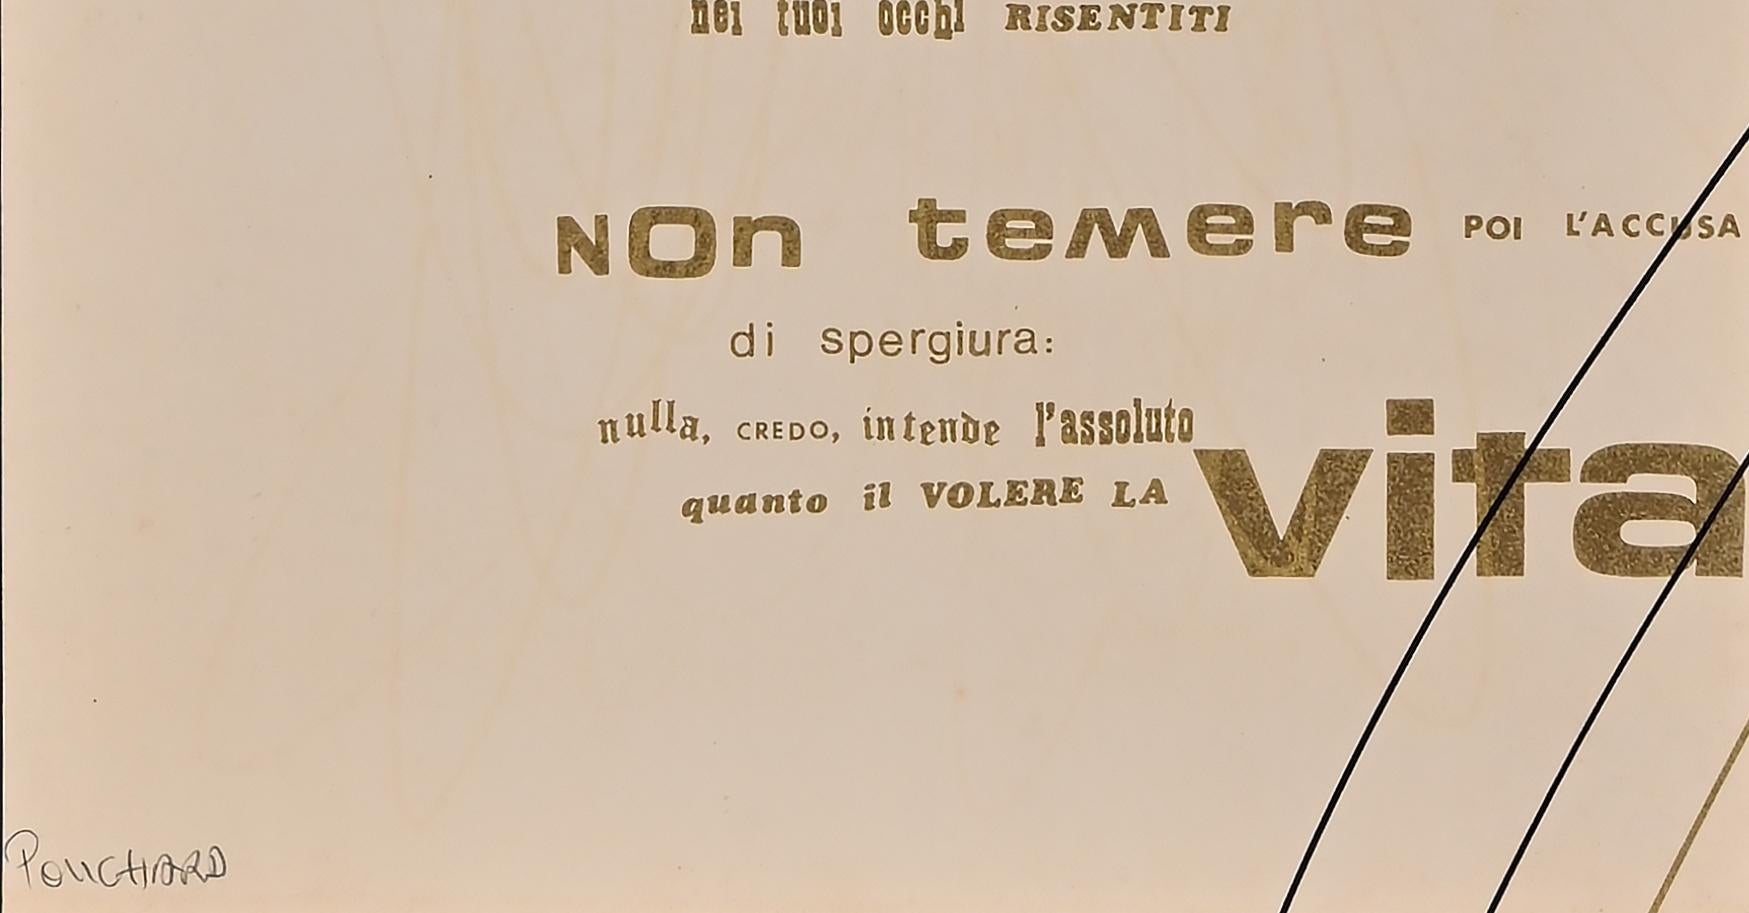 nei tuoi occhi RISENTITI
NOn temere POI L'ACCUSA
di spergiura:
nulla, CREDO, intende l'assoluto
quanto il VOLERE LA vita
POUCHARD